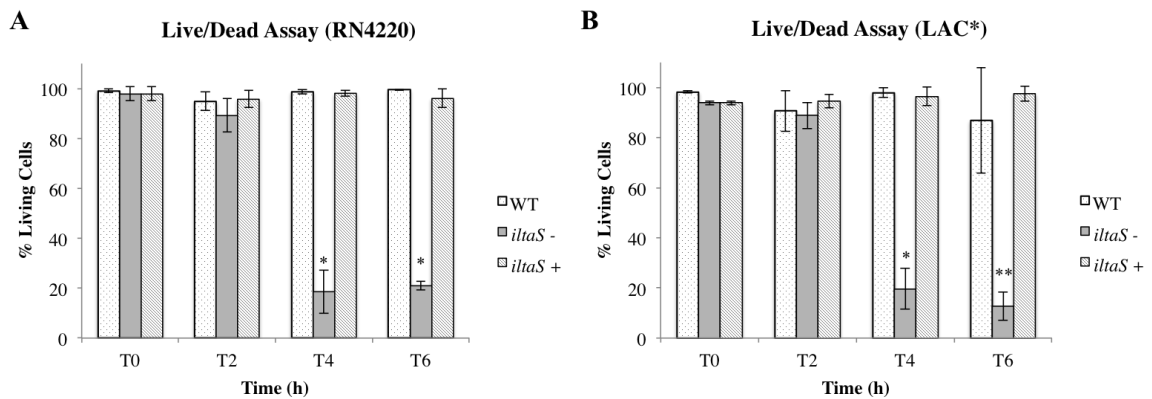 A
Live/Dead Assay (RN4220)
% Living Cells
100
80
60
40
20
0
*
*
T0 T2 T4 T6
Time (h)
WT
iltaS -
iltaS +
B
Live/Dead Assay (LAC*)
% Living Cells
100
80
60
40
20
0
*
**
T0 T2 T4 T6
Time (h)
WT
iltaS -
iltaS +